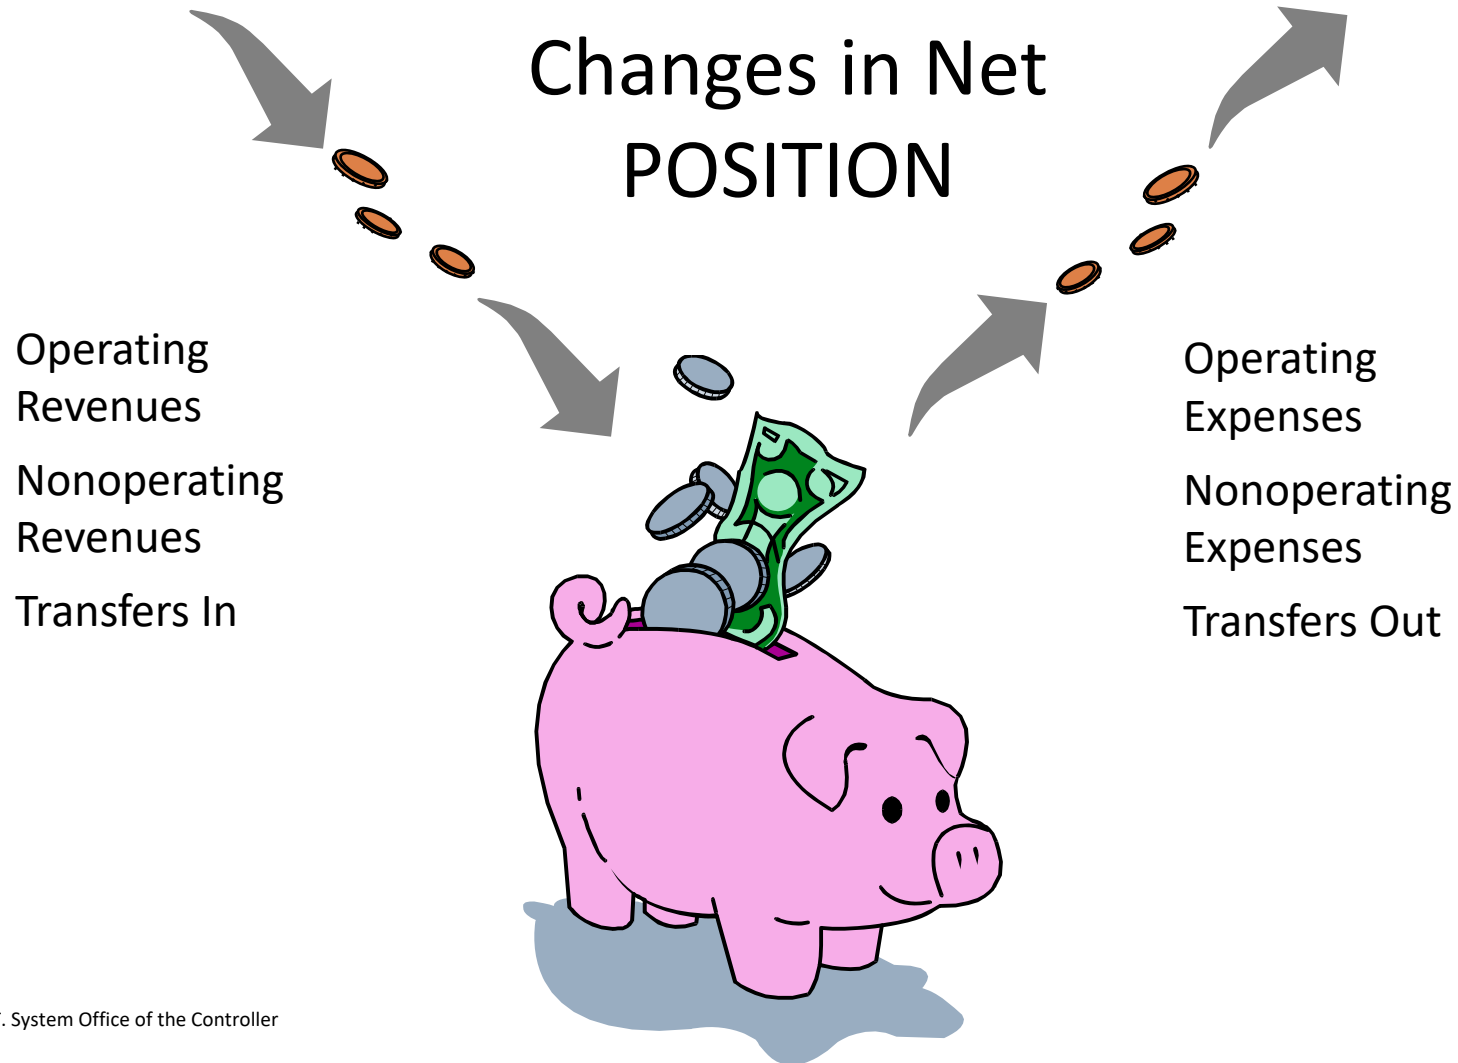 Changes in Net
POSITION
Operating
Revenues
Nonoperating
Revenues
Transfers In
Operating
Expenses
Nonoperating
Expenses
Transfers Out
. System Office of the Controller